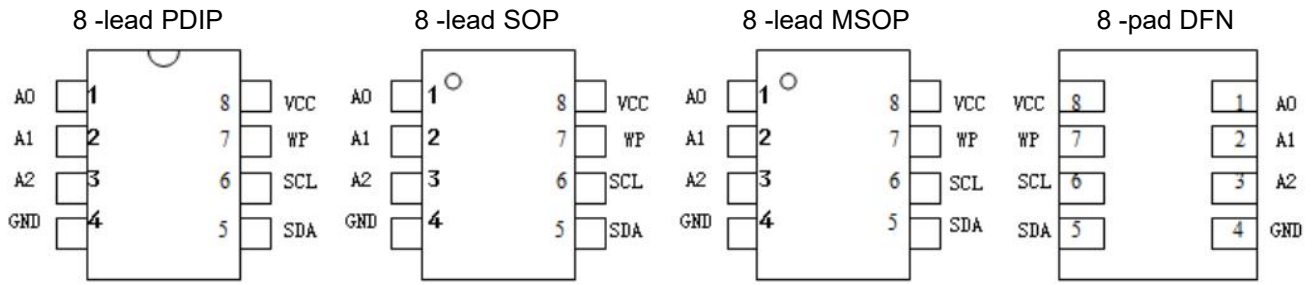 8 -lead PDIP 8 -lead SOP 8 -lead MSOP 8 -pad DFN
A0 1 8 VCC A0 1 8 VCC A0 1 8 VCC VCC 8 1 A0
A1 2 7 WP A1 2 7 WP A1 2 7 WP WP 7 2 A1
A2 3 6 SCL A2 3 6 SCL A2 3 6 SCL SCL 6 3 A2
GND 4 5 SDA GND 4 5 SDA GND 4 5 SDA SDA 5 4 GND